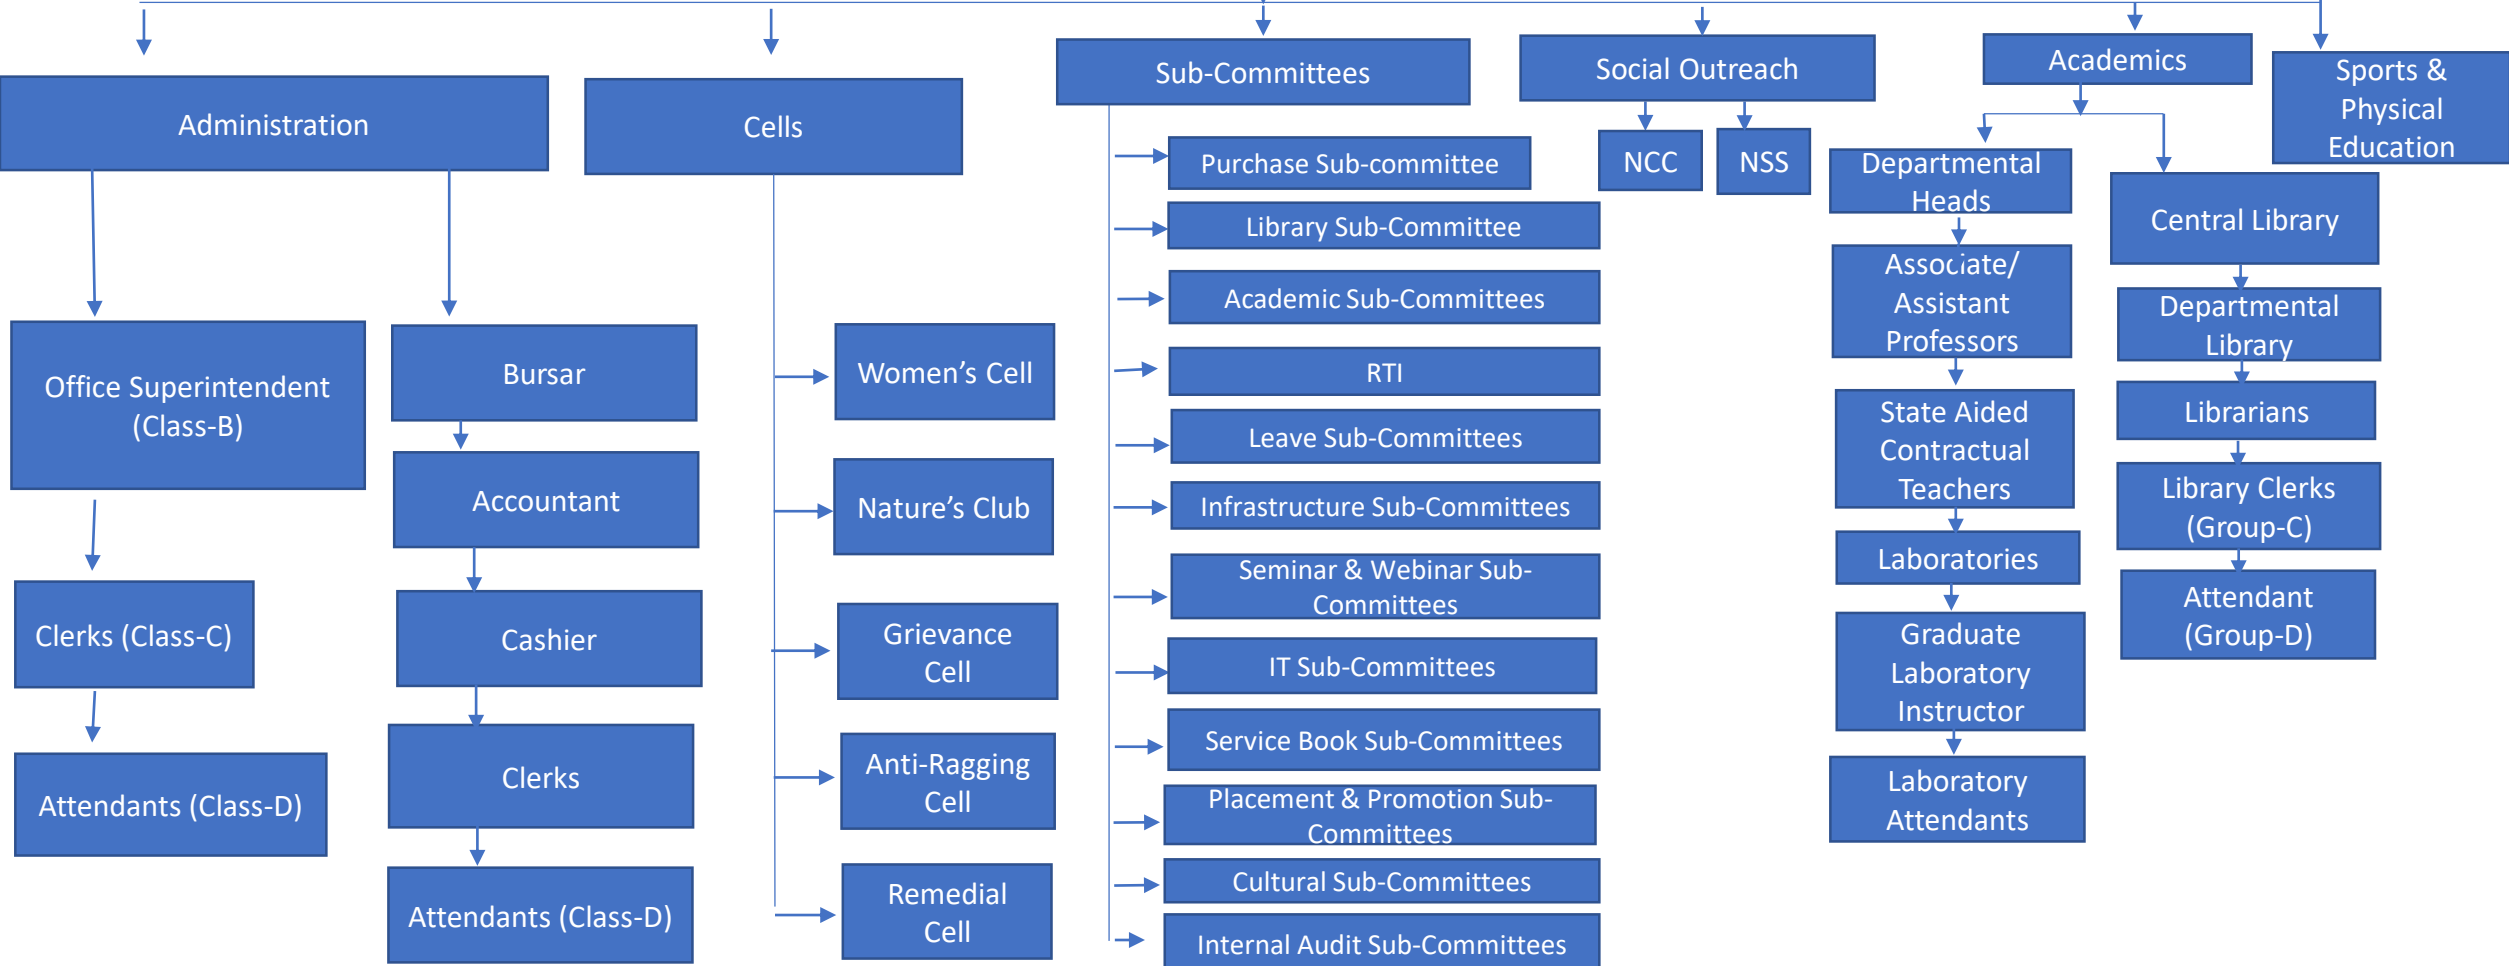 Administration
Office Superintendent
(Class-B)
Clerks (Class-C)
Attendants (Class-D)
Bursar
Accountant
Cashier
Clerks
Attendants (Class-D)
Cells
Women’s Cell
Nature’s Club
Grievance
Cell
Anti-Ragging
Cell
Remedial
Cell
Sub-Committees
Purchase Sub-committee
Library Sub-Committee
Academic Sub-Committees
RTI
Leave Sub-Committees
Infrastructure Sub-Committees
Seminar & Webinar Sub-
Committees
IT Sub-Committees
Service Book Sub-Committees
Placement & Promotion Sub-
Committees
Cultural Sub-Committees
Internal Audit Sub-Committees
Social Outreach
NCC
NSS
Academics
Departmental
Heads
Associate/
Assistant
Professors
State Aided
Contractual
Teachers
Laboratories
Graduate
Laboratory
Instructor
Laboratory
Attendants
Central Library
Departmental
Library
Librarians
Library Clerks
(Group-C)
Attendant
(Group-D)
Sports &
Physical
Education